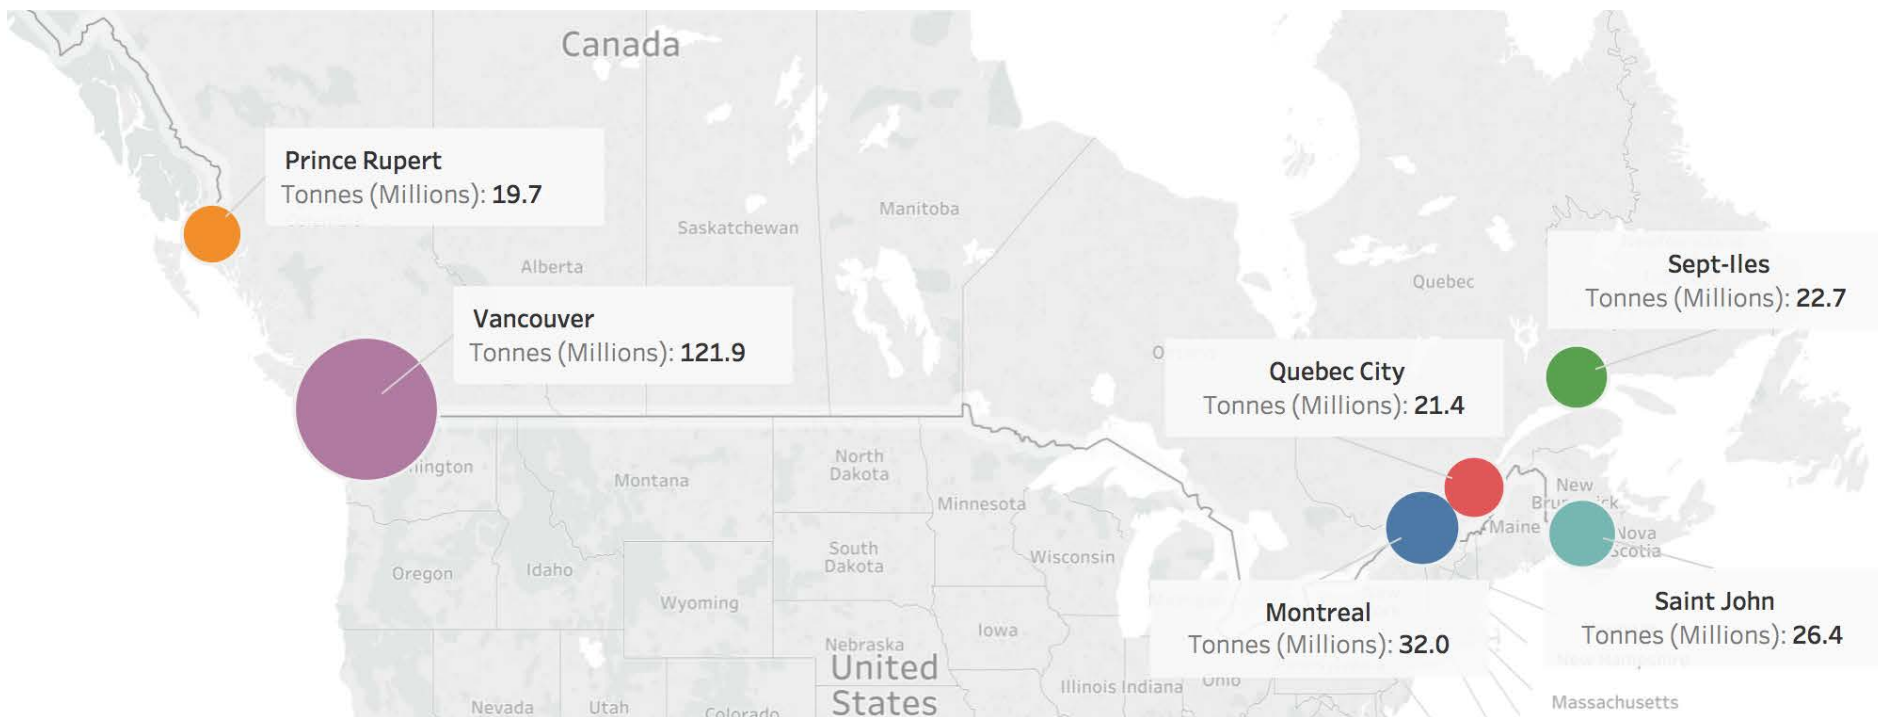 Canada
Prince Rupert
Tonnes (Millions): 19.7
Manitoba
Saskatchewan
Alberta
Quebec
Sept-Iles
Tonnes (Millions): 22.7
Vancouver
Tonnes (Millions): 121.9
Quebec City
Tonnes (Millions): 21.4
North
Dakota
Montana
Minnesota
New
Maine
Nova
Scotia
South
Dakota
Wisconsin
Oregon
Idaho
Wyoming
Montreal
Tonnes (Millions): 32.0
Saint John
Tonnes (Millions): 26.4
Iowa
Nebraska
United
States
Illinois
Indiana
Ohio
Massachusetts
Nevada
Utah
Colorado